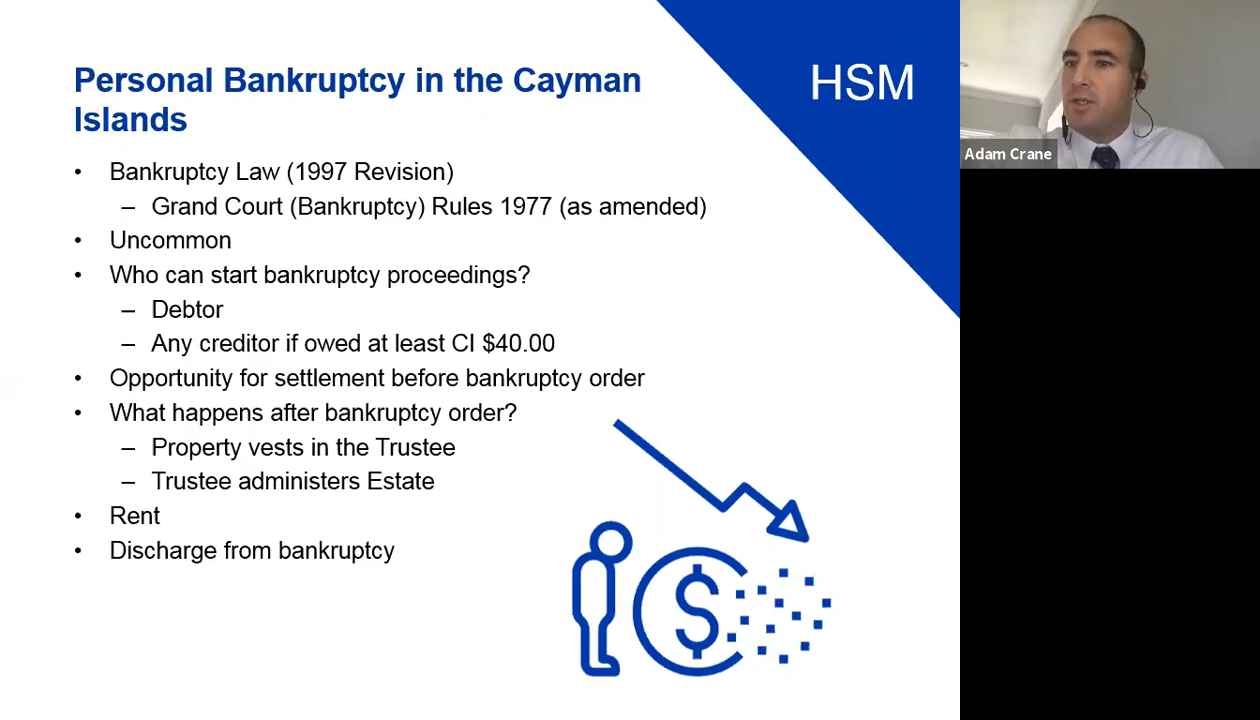 Personal Bankruptcy in the Cayman
Islands
HSM
Adam Crane
• Bankruptcy Law (1997 Revision)
– Grand Court (Bankruptcy) Rules 1977 (as amended)
• Uncommon
• Who can start bankruptcy proceedings?
– Debtor
– Any creditor if owed at least CI $40.00
• Opportunity for settlement before bankruptcy order
• What happens after bankruptcy order?
– Property vests in the Trustee
– Trustee administers Estate
• Rent
• Discharge from bankruptcy
$